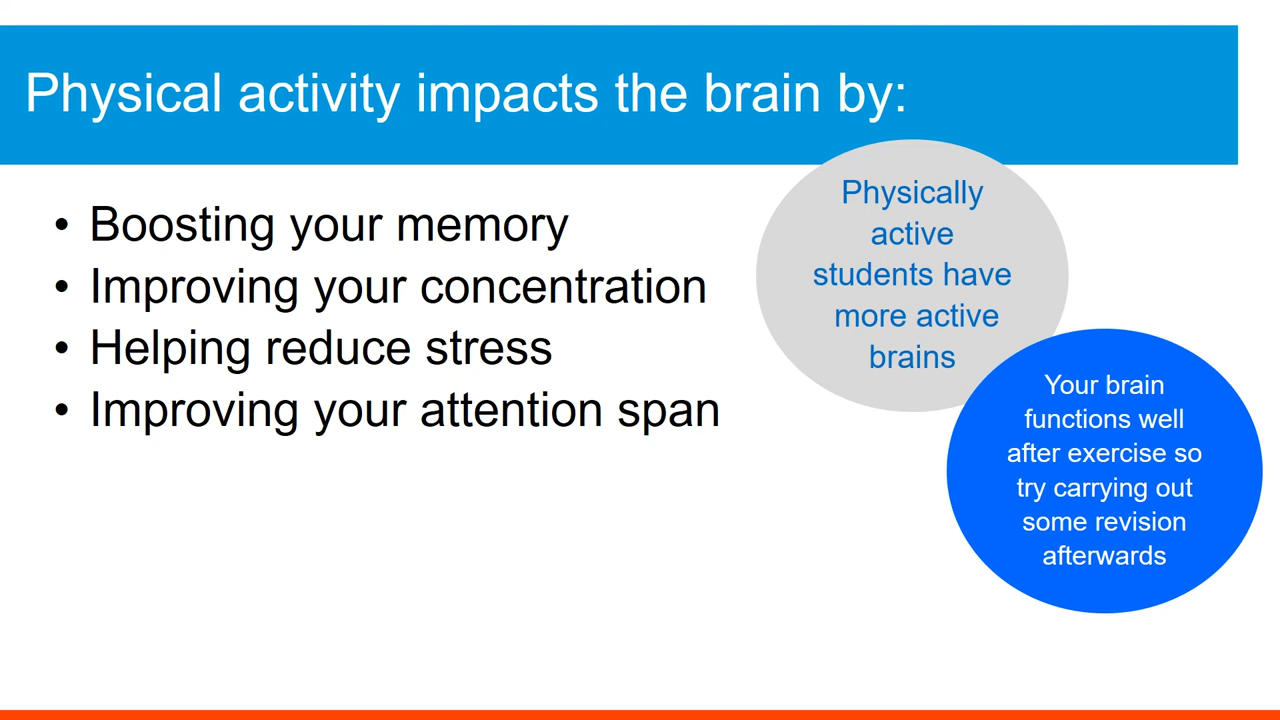 Physical activity impacts the brain by:
• Boosting your memory
• Improving your concentration
• Helping reduce stress
• Improving your attention span
Physically
active
students have
more active
brains
Your brain
functions well
after exercise so
try carrying out
some revision
afterwards